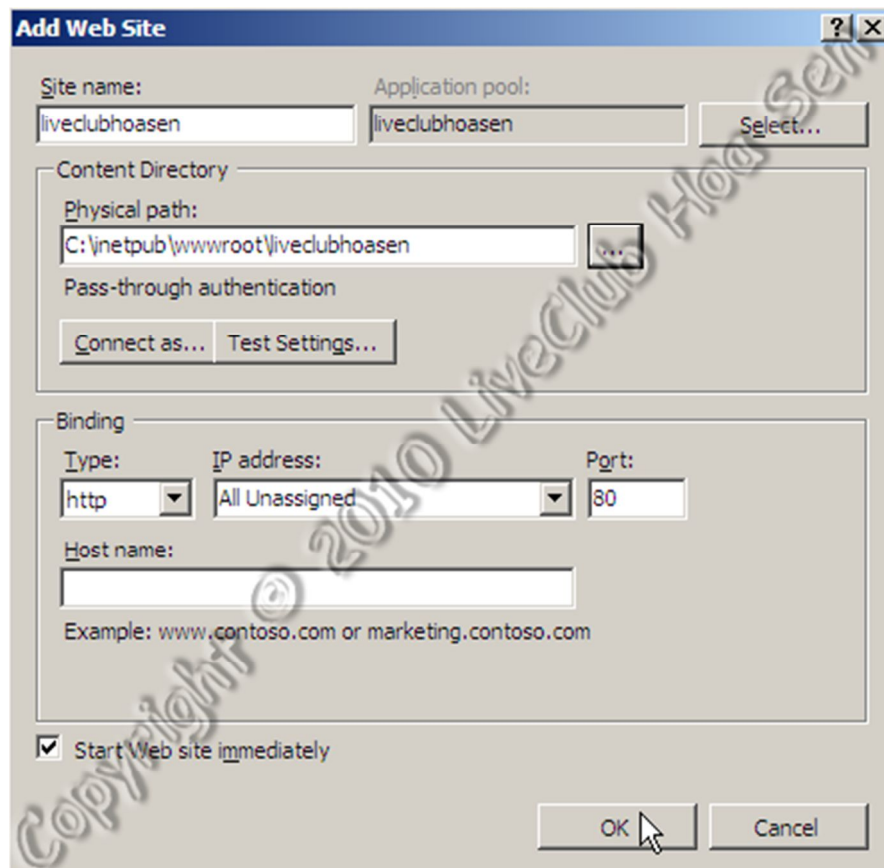 Add Web Site
Site name:
Application pool:
liveclubhoasen
liveclubhoasen
Select...
Content Directory
Physical path:
C:\inetpub\wwwroot\liveclubhoasen
...
Pass-through authentication
Connect as...
Test Settings...
Binding
Type:
IP address:
Port:
http
All Unassigned
80
Host name:
Example: www.contoso.com or marketing.contoso.com
Start Web site immediately
OK
Cancel
Copyright © 2010 LiveClub Hoa Sen